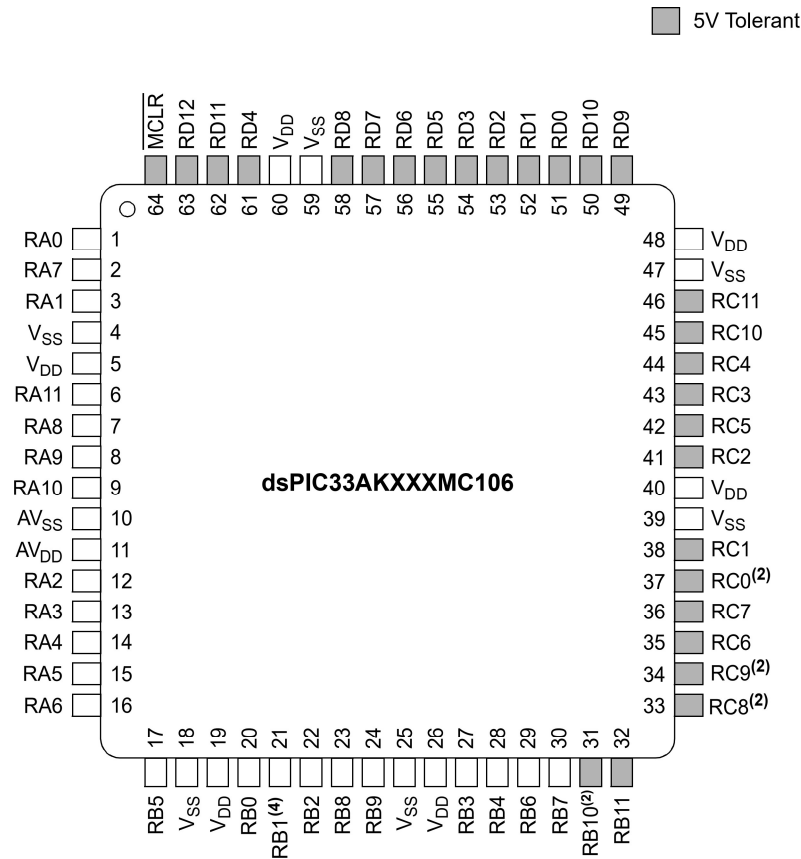 5V Tolerant
MCLR
RD12
RD11
RD4
VDD
VSS
RD8
RD7
RD6
RD5
RD3
RD2
RD1
RD0
RD10
RD9
64 63 62 61 60 59 58 57 56 55 54 53 52 51 50 49
RA0 1
RA7 2
RA1 3
VSS 4
VDD 5
RA11 6
RA8 7
RA9 8
RA10 9
AVSS 10
AVDD 11
RA2 12
RA3 13
RA4 14
RA5 15
RA6 16
dsPIC33AKXXXMC106
48 VDD
47 VSS
46 RC11
45 RC10
44 RC4
43 RC3
42 RC5
41 RC2
40 VDD
39 VSS
38 RC1
37 RC0(2)
36 RC7
35 RC6
34 RC9(2)
33 RC8(2)
17 18 19 20 21 22 23 24 25 26 27 28 29 30 31 32
RB5
VSS
VDD
RB0
RB1(4)
RB2
RB8
RB9
VSS
VDD
RB3
RB4
RB6
RB7
RB10(2)
RB11